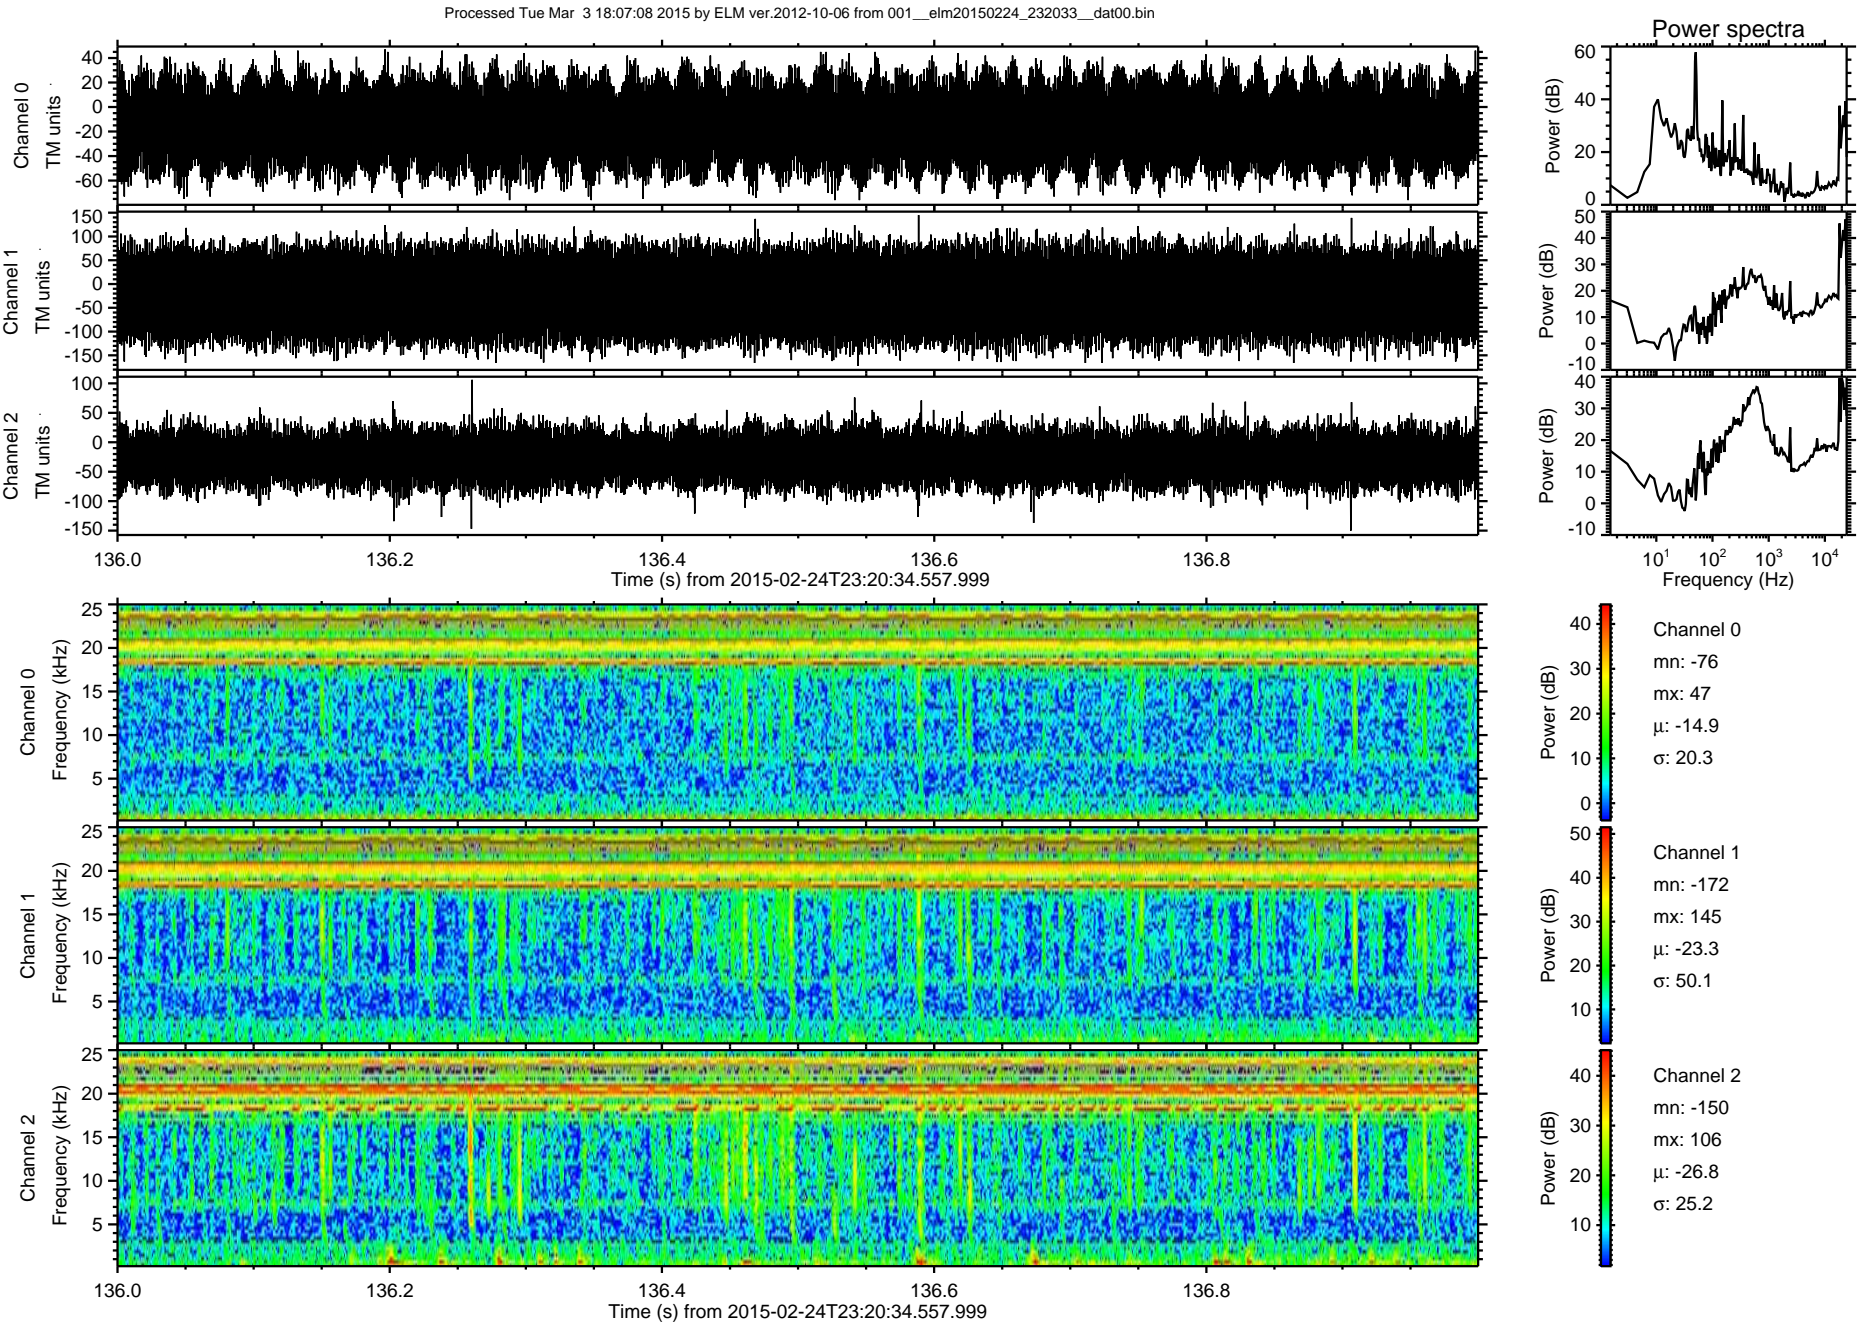 Processed Tue Mar  3 18:07:08 2015 by ELM ver.2012-10-06 from 001__elm20150224_232033__dat00.bin
Power spectra
Channel 0
TM units
40
20
0
-20
-40
-60
Power (dB)
60
40
20
0
Channel 1
TM units
150
100
50
0
-50
-100
-150
Power (dB)
50
40
30
20
10
0
-10
Channel 2
TM units
100
50
0
-50
-100
-150
Power (dB)
40
30
20
10
0
-10
136.0 136.2 136.4 136.6 136.8
Time (s) from 2015-02-24T23:20:34.557.999
10¹ 10² 10³ 10⁴
Frequency (Hz)
Channel 0
Frequency (kHz)
25
20
15
10
5
Power (dB)
40
30
20
10
0
Channel 0
mn: -76
mx: 47
μ: -14.9
σ: 20.3
Channel 1
Frequency (kHz)
25
20
15
10
5
Power (dB)
50
40
30
20
10
Channel 1
mn: -172
mx: 145
μ: -23.3
σ: 50.1
Channel 2
Frequency (kHz)
25
20
15
10
5
Power (dB)
40
30
20
10
Channel 2
mn: -150
mx: 106
μ: -26.8
σ: 25.2
136.0 136.2 136.4 136.6 136.8
Time (s) from 2015-02-24T23:20:34.557.999